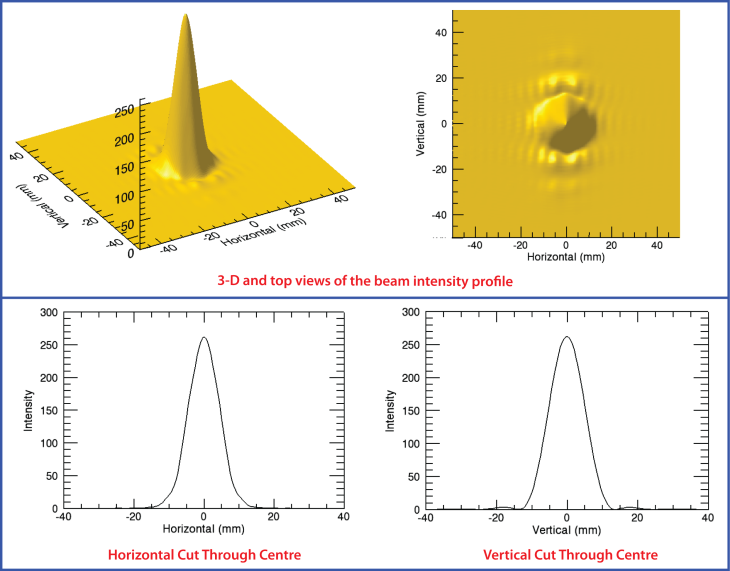 250
200
150
100
50
0
40
20
0
-20
-40
Vertical (mm)
-40
-20
0
20
40
Horizontal (mm)
40
20
0
-20
-40
Vertical (mm)
-40 -20 0 20 40
Horizontal (mm)
3-D and top views of the beam intensity profile
300
250
200
150
100
50
0
Intensity
-40 -20 0 20 40
Horizontal (mm)
Horizontal Cut Through Centre
300
250
200
150
100
50
0
Intensity
-40 -20 0 20 40
Vertical (mm)
Vertical Cut Through Centre